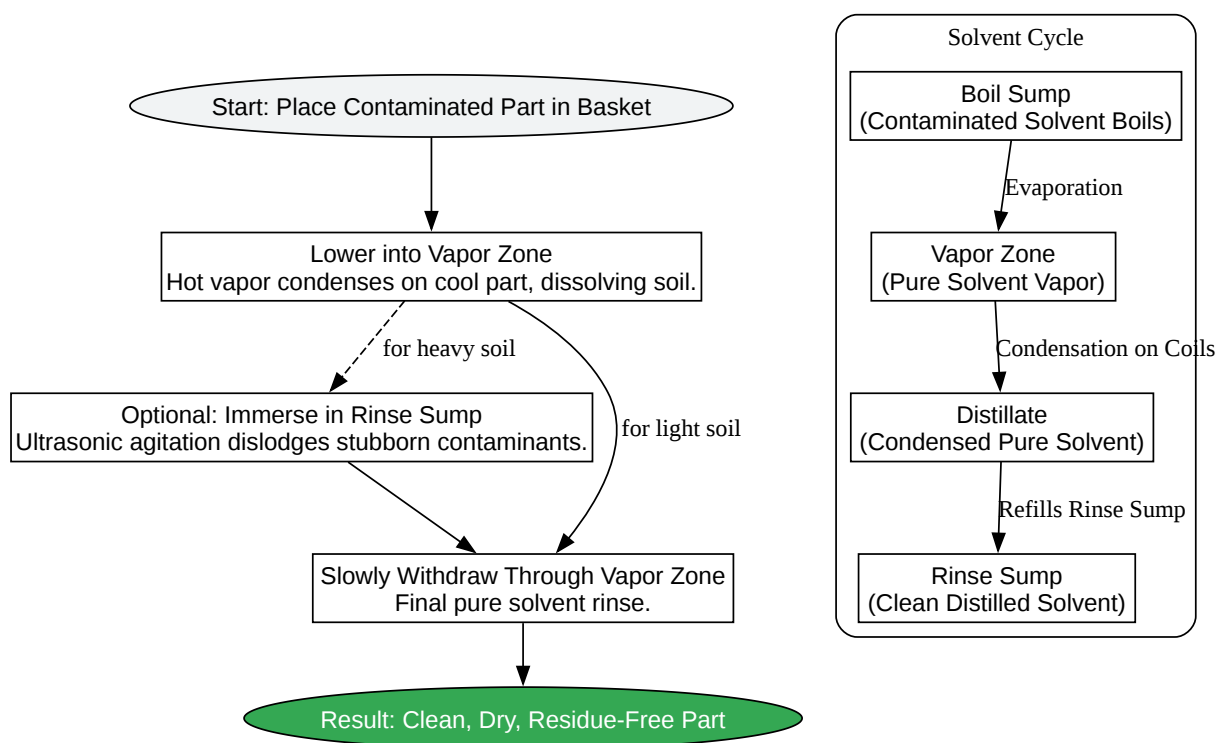 Start: Place Contaminated Part in Basket
Lower into Vapor Zone
Hot vapor condenses on cool part, dissolving soil.
for heavy soil
Optional: Immerse in Rinse Sump
Ultrasonic agitation dislodges stubborn contaminants.
for light soil
Slowly Withdraw Through Vapor Zone
Final pure solvent rinse.
Result: Clean, Dry, Residue-Free Part
Solvent Cycle
Boil Sump
(Contaminated Solvent Boils)
Evaporation
Vapor Zone
(Pure Solvent Vapor)
Condensation on Coils
Distillate
(Condensed Pure Solvent)
Refills Rinse Sump
Rinse Sump
(Clean Distilled Solvent)